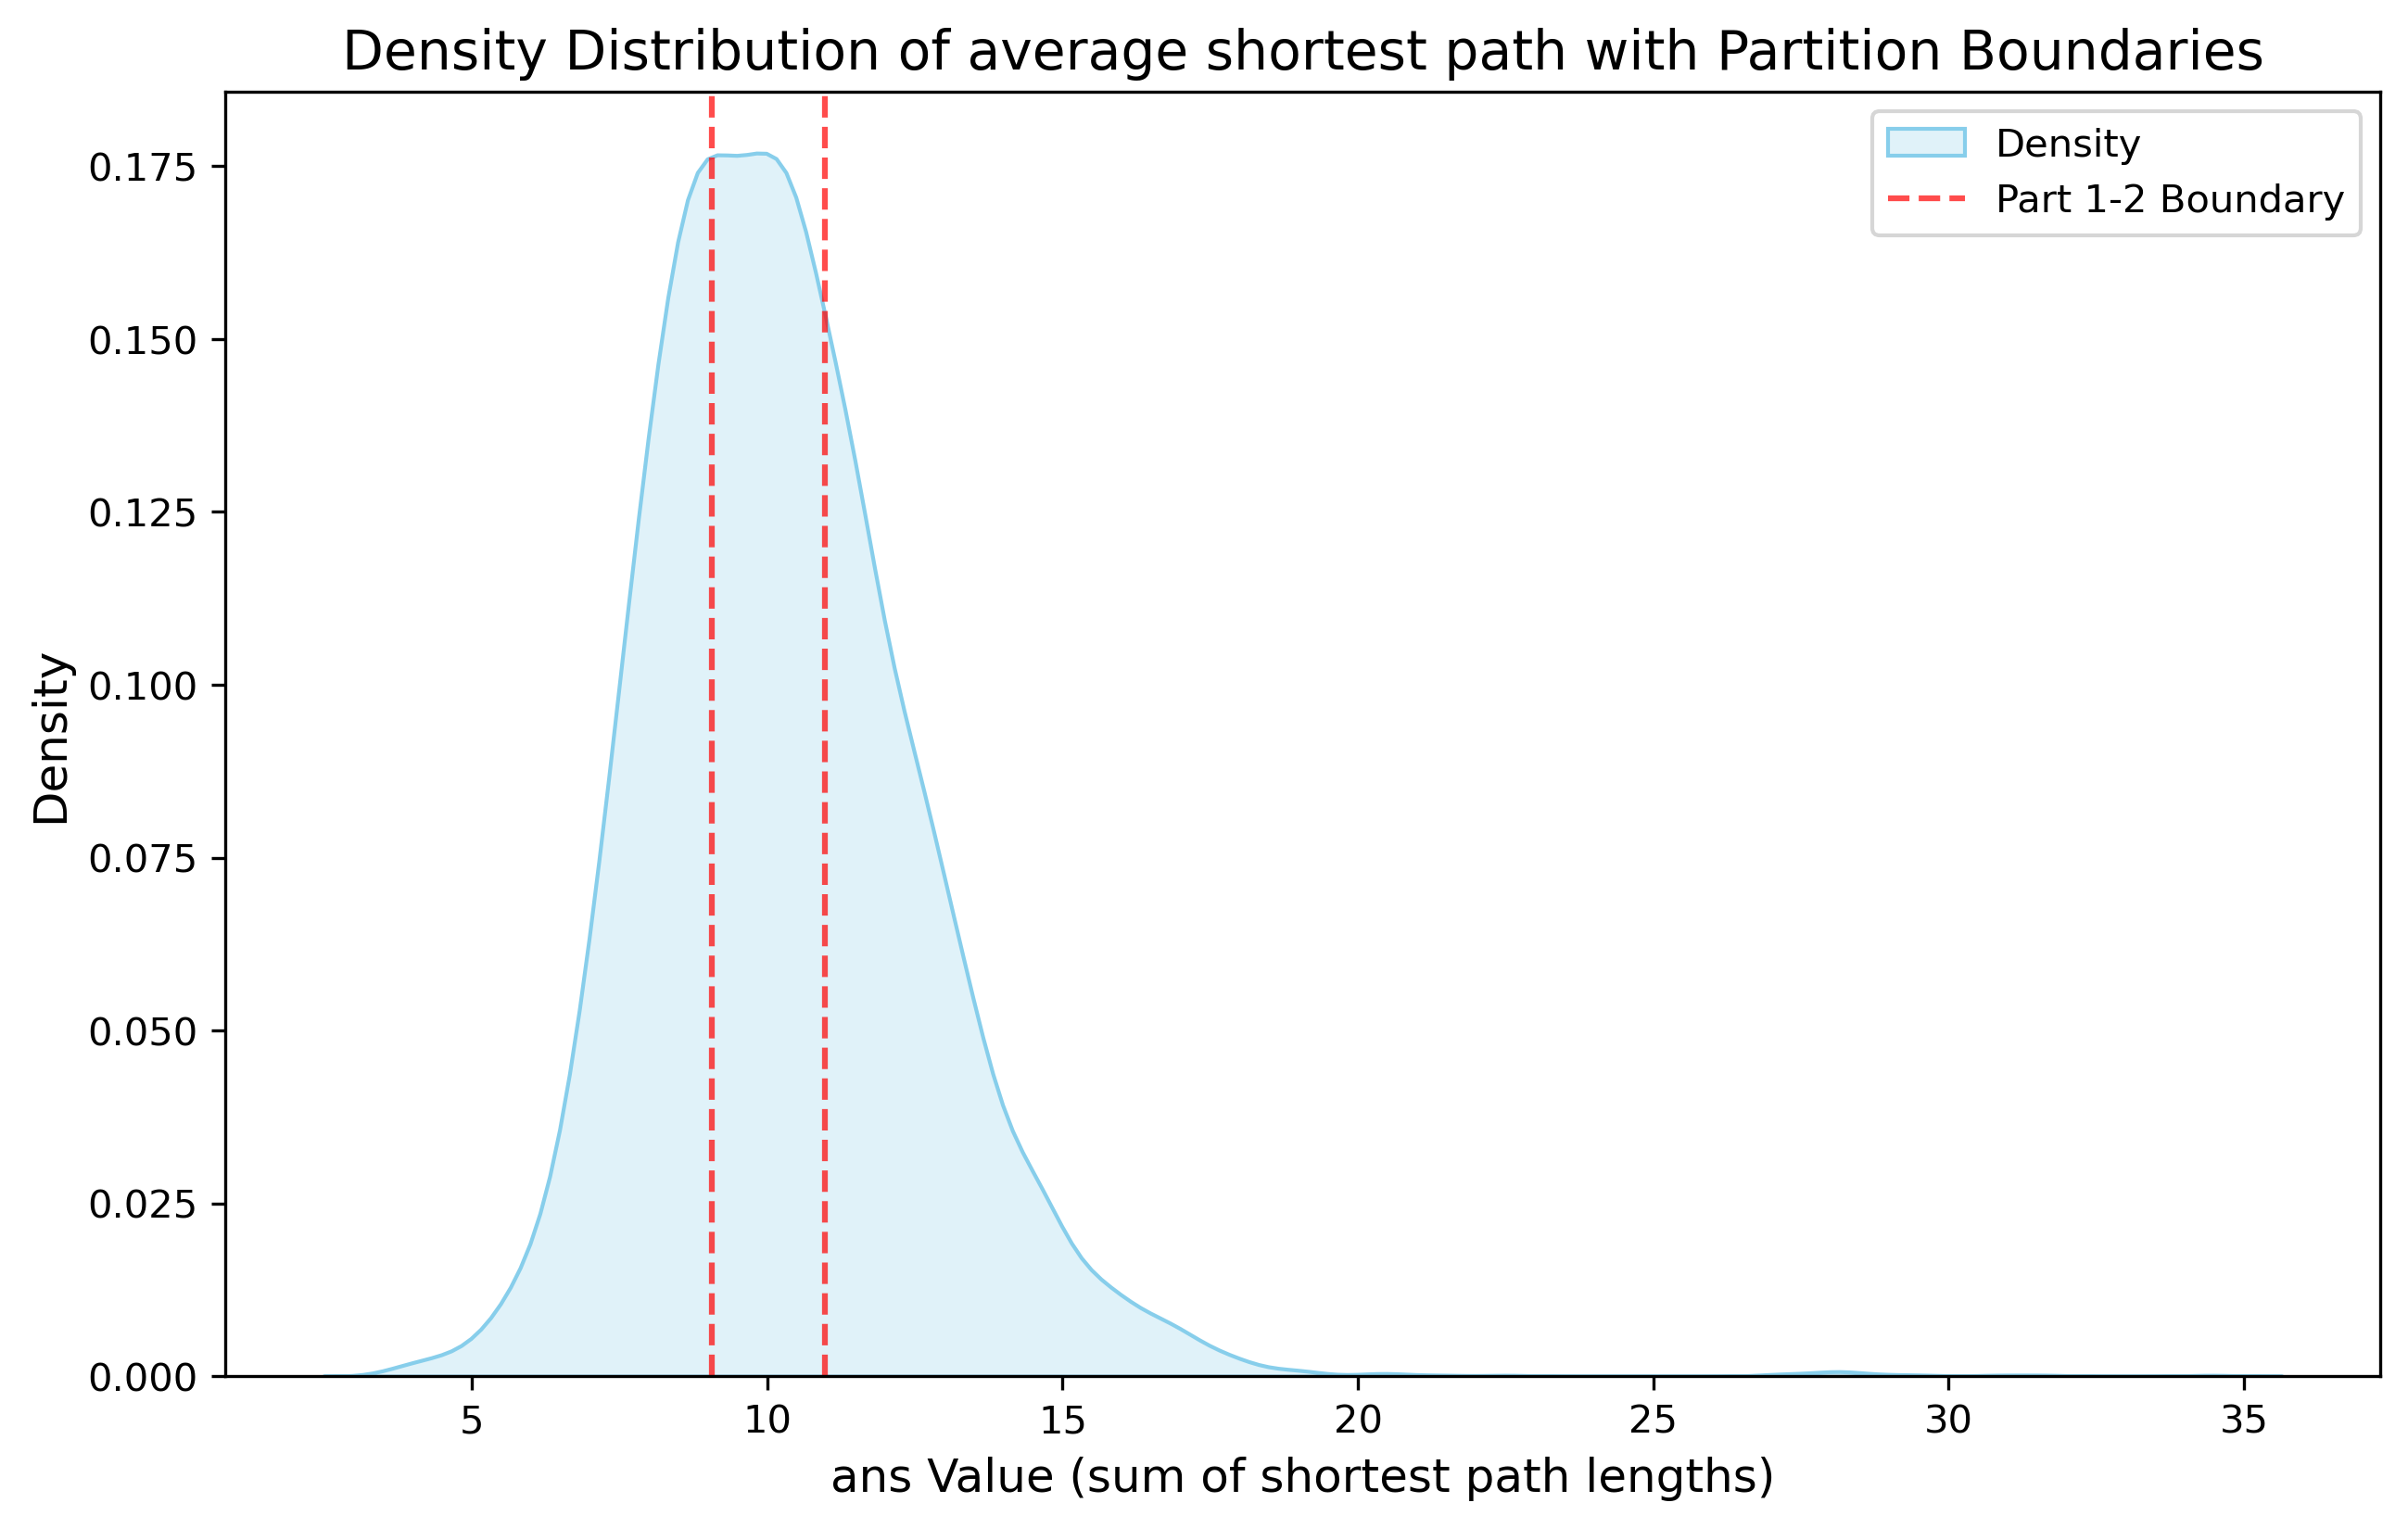 Density Distribution of average shortest path with Partition Boundaries
Density
Part 1-2 Boundary
Density
0.175
0.150
0.125
0.100
0.075
0.050
0.025
0.000
5 10 15 20 25 30 35
ans Value (sum of shortest path lengths)